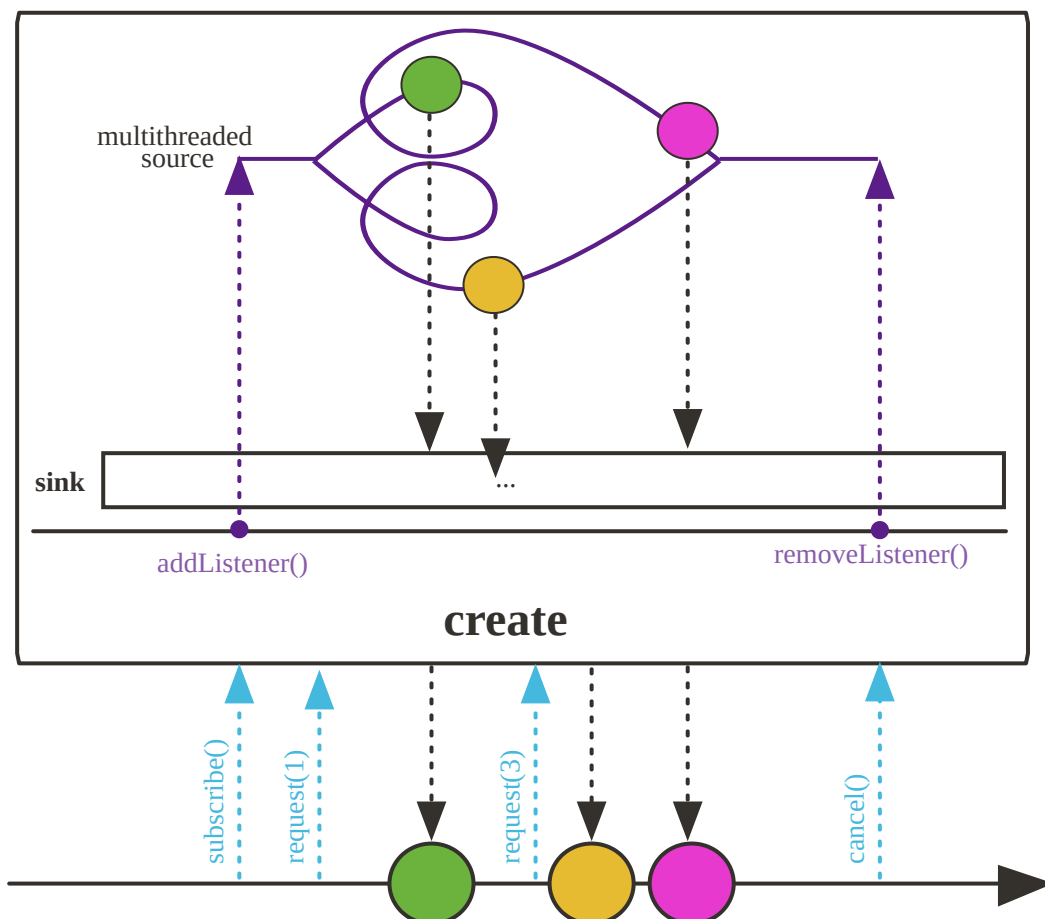 multithreaded
source
sink
...
addListener()
removeListener()
create
subscribe()
request(1)
request(3)
cancel()